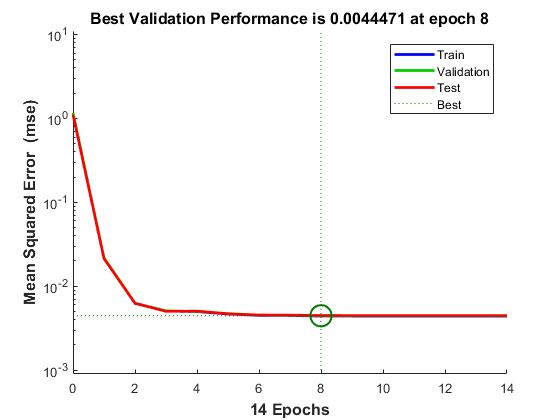 Best Validation Performance is 0.0044471 at epoch 8
Mean Squared Error (mse)
10^1
10^0
10^-1
10^-2
10^-3
Train
Validation
Test
Best
0 2 4 6 8 10 12 14
14 Epochs